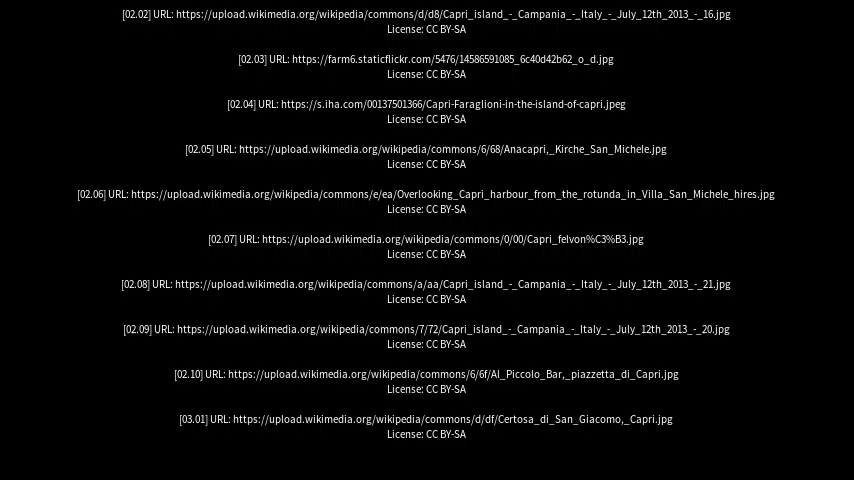 [02.02] URL: https://upload.wikimedia.org/wikipedia/commons/d/d8/Capri_island_-_Campania_-_Italy_-_July_12th_2013_-_16.jpg
License: CC BY-SA
[02.03] URL: https://farm6.staticflickr.com/5476/14586591085_6c40d42b62_o_d.jpg
License: CC BY-SA
[02.04] URL: https://s.iha.com/00137501366/Capri-Faraglioni-in-the-island-of-capri.jpeg
License: CC BY-SA
[02.05] URL: https://upload.wikimedia.org/wikipedia/commons/6/68/Anacapri,_Kirche_San_Michele.jpg
License: CC BY-SA
[02.06] URL: https://upload.wikimedia.org/wikipedia/commons/e/ea/Overlooking_Capri_harbour_from_the_rotunda_in_Villa_San_Michele_hires.jpg
License: CC BY-SA
[02.07] URL: https://upload.wikimedia.org/wikipedia/commons/0/00/Capri_felvon%C3%B3.jpg
License: CC BY-SA
[02.08] URL: https://upload.wikimedia.org/wikipedia/commons/a/aa/Capri_island_-_Campania_-_Italy_-_July_12th_2013_-_21.jpg
License: CC BY-SA
[02.09] URL: https://upload.wikimedia.org/wikipedia/commons/7/72/Capri_island_-_Campania_-_Italy_-_July_12th_2013_-_20.jpg
License: CC BY-SA
[02.10] URL: https://upload.wikimedia.org/wikipedia/commons/6/6f/Al_Piccolo_Bar,_piazzetta_di_Capri.jpg
License: CC BY-SA
[03.01] URL: https://upload.wikimedia.org/wikipedia/commons/d/df/Certosa_di_San_Giacomo,_Capri.jpg
License: CC BY-SA